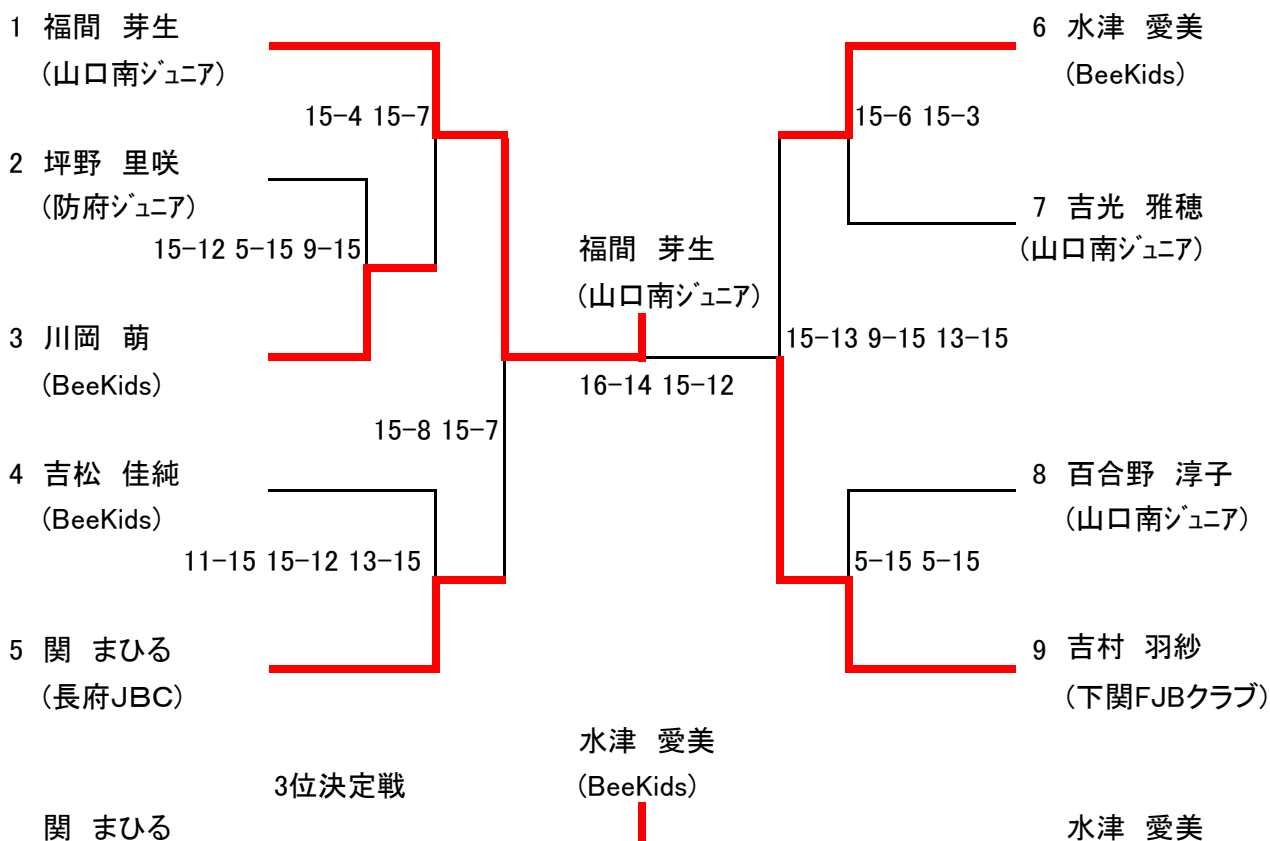 1 福間 芽生
(山口南ジュニア)
15-4 15-7
2 坪野 里咲
(防府ジュニア)
15-12 5-15 9-15
3 川岡 萌
(BeeKids)
15-8 15-7
4 吉松 佳純
(BeeKids)
11-15 15-12 13-15
5 関 まひる
(長府JBC)
福間 芽生
(山口南ジュニア)
16-14 15-12
6 水津 愛美
(BeeKids)
15-6 15-3
7 吉光 雅穂
(山口南ジュニア)
15-13 9-15 13-15
8 百合野 淳子
(山口南ジュニア)
5-15 5-15
9 吉村 羽紗
(下関FJBクラブ)
3位決定戦
水津 愛美
(BeeKids)
関 まひる
水津 愛美